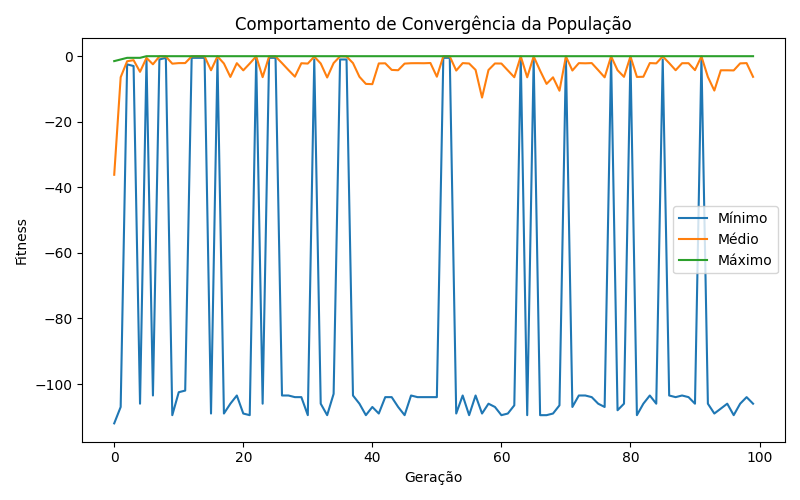 Comportamento de Convergência da População
Fitness
0
−20
−40
−60
−80
−100
Mínimo
Médio
Máximo
0
20
40
60
80
100
Geração